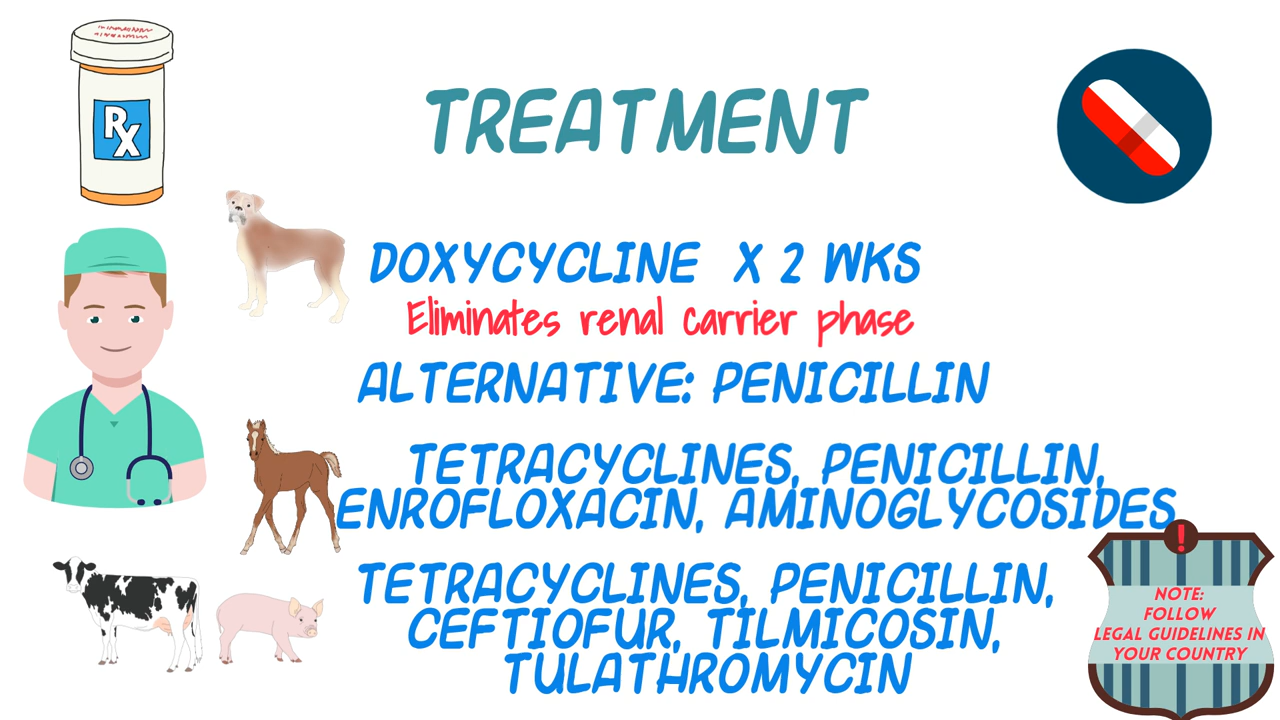 TREATMENT
Rx
DOXYCYCLINE X 2 WKS
Eliminates renal carrier phase
ALTERNATIVE: PENICILLIN
TETRACYCLINES, PENICILLIN,
ENROFLOXACIN, AMINOGLYCOSIDES
TETRACYCLINES, PENICILLIN,
CEFTIOFUR, TILMICOSIN,
TULATHROMYCIN
!
NOTE:
FOLLOW
LEGAL GUIDELINES IN
YOUR COUNTRY